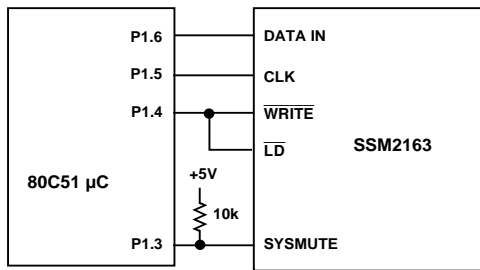 P1.6 DATA IN
P1.5 CLK
P1.4 WRITE
LD
SSM2163
80C51 µC
+5V
10k
P1.3 SYSMUTE